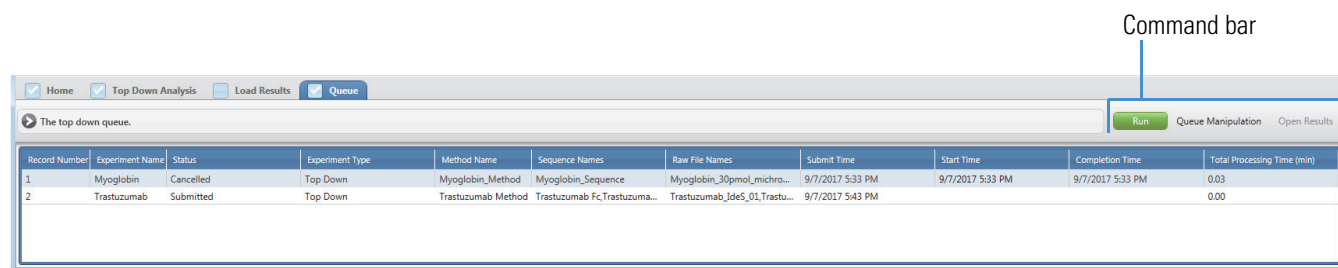 Command bar
Home Top Down Analysis Load Results Queue
The top down queue. Run Queue Manipulation Open Results
Record Number Experiment Name Status Experiment Type Method Name Sequence Names Raw File Names Submit Time Start Time Completion Time Total Processing Time (min)
1 Myoglobin Cancelled Top Down Myoglobin_Method Myoglobin_Sequence Myoglobin_30pmol_michro... 9/7/2017 5:33 PM 9/7/2017 5:33 PM 9/7/2017 5:33 PM 0.03
2 Trastuzumab Submitted Top Down Trastuzumab Method Trastuzumab Fc,Trastuzuma... Trastuzumab_IdeS_01,Trastu... 9/7/2017 5:43 PM 0.00